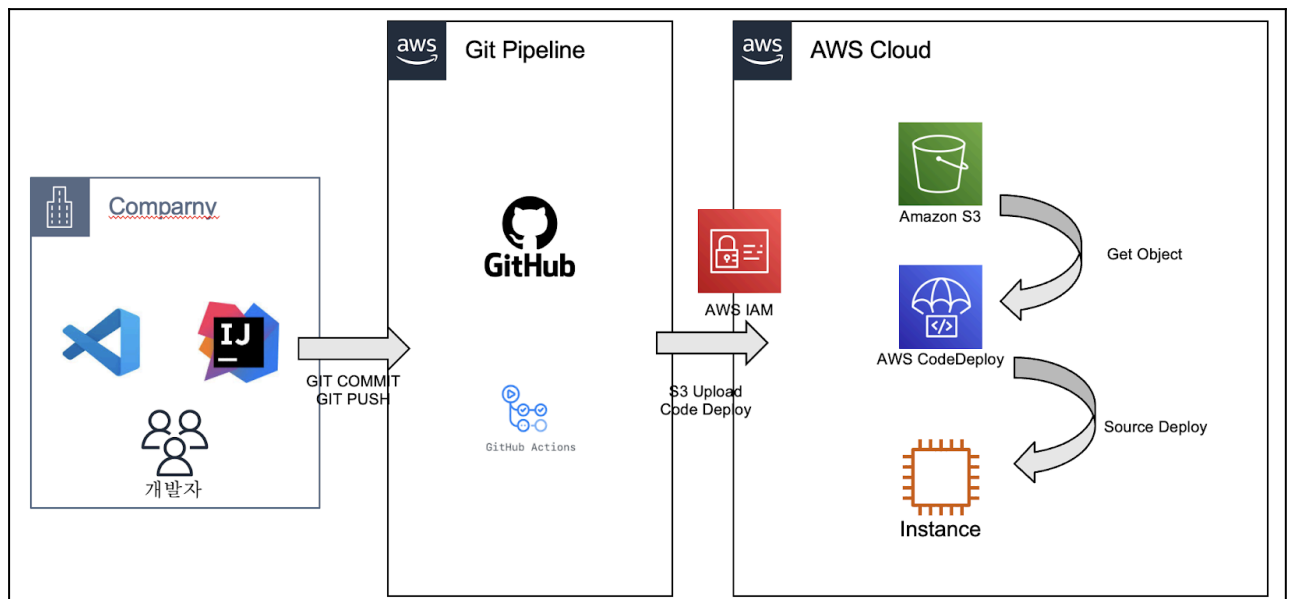 aws
Git Pipeline
aws
AWS Cloud
Comparny
IJ
개발자
GIT COMMIT
GIT PUSH
GitHub
GitHub Actions
AWS IAM
S3 Upload
Code Deploy
Amazon S3
Get Object
</>
AWS CodeDeploy
Source Deploy
Instance